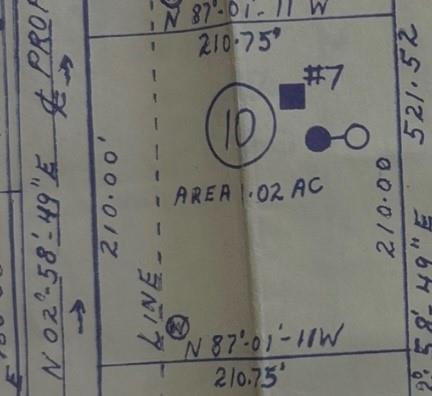 N 87°-01'-11 W
210.75'
#7
10
AREA 1.02 AC
210.00'
210.00
521.52
N 02°-58'-49"E ¢ PROP
2°-58'-49"E
LINE
W
N 87°-01'-11W
210.75'